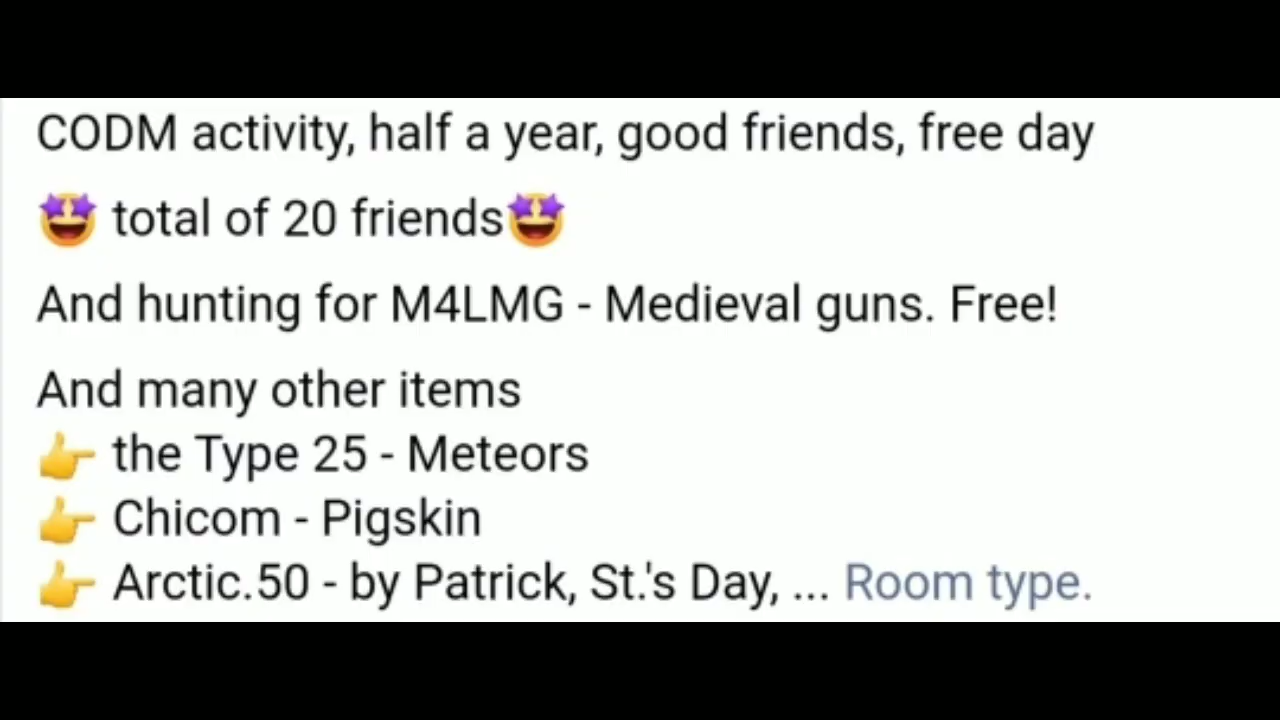 CODM activity, half a year, good friends, free day
🤩 total of 20 friends🤩
And hunting for M4LMG - Medieval guns. Free!
And many other items
👉 the Type 25 - Meteors
👉 Chicom - Pigskin
👉 Arctic.50 - by Patrick, St.'s Day, ... Room type.